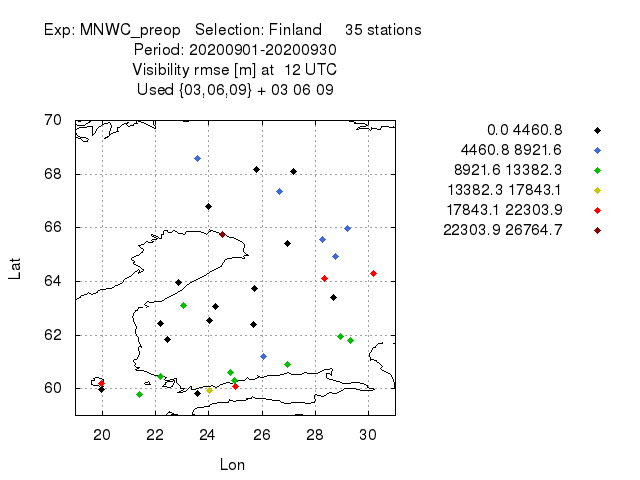 Exp: MNWC_preop Selection: Finland 35 stations
Period: 20200901-20200930
Visibility rmse [m] at 12 UTC
Used {03,06,09} + 03 06 09
0.0 4460.8
4460.8 8921.6
8921.6 13382.3
13382.3 17843.1
17843.1 22303.9
22303.9 26764.7
70
68
66
64
62
60
Lat
20 22 24 26 28 30
Lon